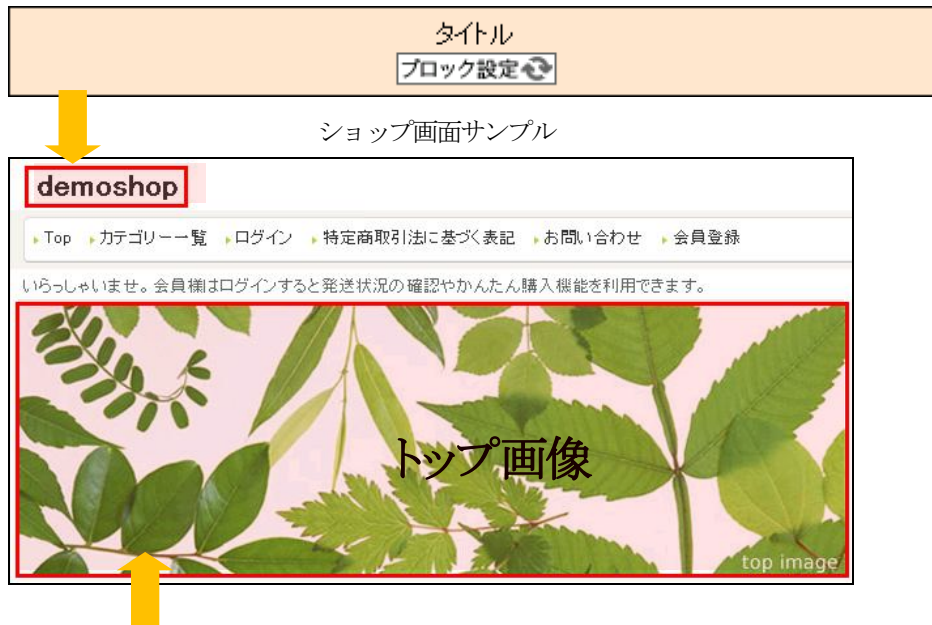 タイトル
ブロック設定
ショップ画面サンプル
demoshop
Top カテゴリー一覧 ログイン 特定商取引法に基づく表記 お問い合わせ 会員登録
いらっしゃいませ。会員様はログインすると発送状況の確認やかんたん購入機能を利用できます。
トップ画像
top image